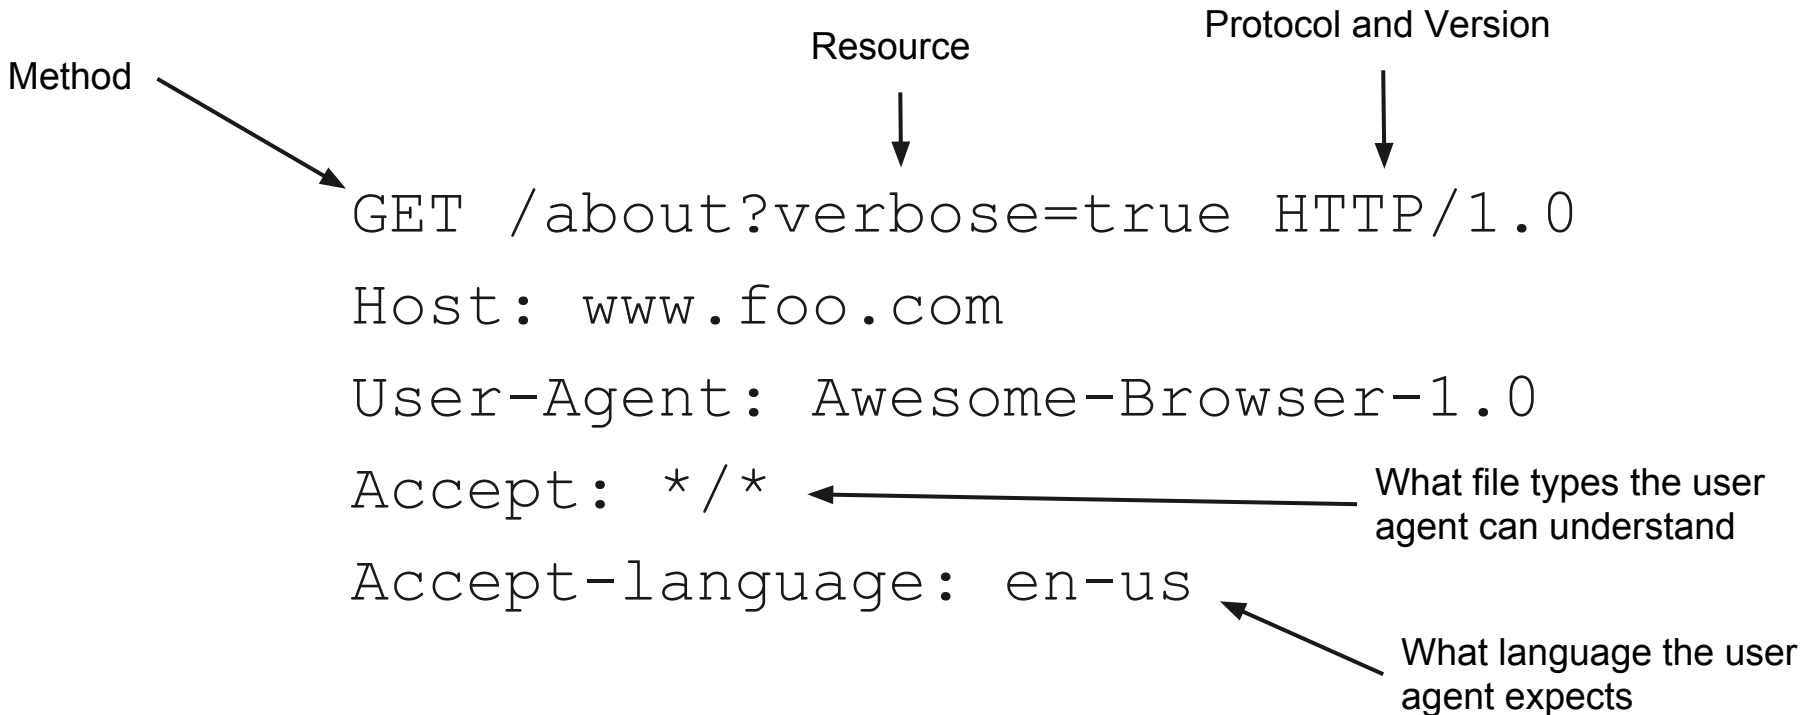 Protocol and Version
Resource
Method
GET /about?verbose=true HTTP/1.0
Host: www.foo.com
User-Agent: Awesome-Browser-1.0
Accept: */*
What file types the user
agent can understand
Accept-language: en-us
What language the user
agent expects